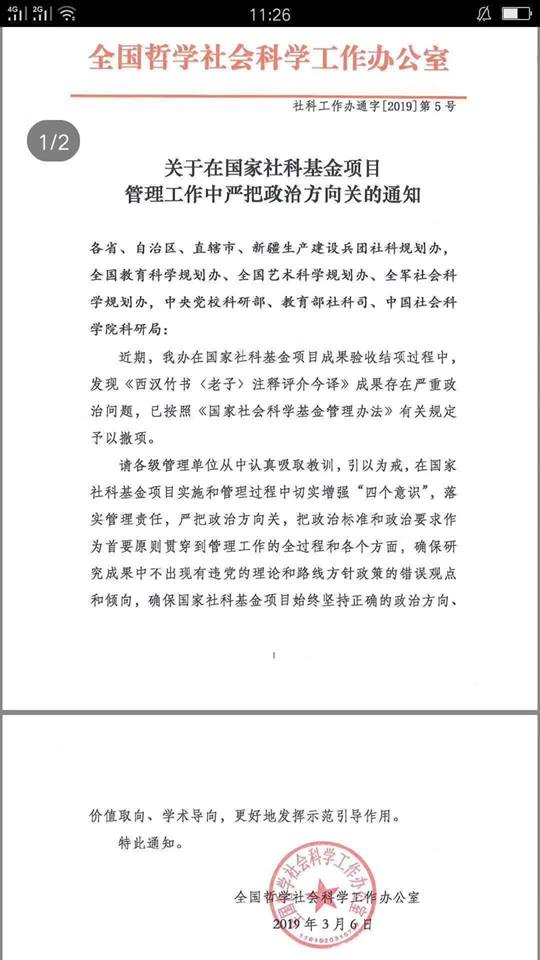 4G 2G
11:26
全国哲学社会科学工作办公室
社科工作办通字[2019]第 5 号
1/2
关于在国家社科基金项目
管理工作中严把政治方向关的通知
各省、自治区、直辖市、新疆生产建设兵团社科规划办，
全国教育科学规划办、全国艺术科学规划办、全军社会科
学规划办，中央党校科研部、教育部社科司、中国社会科
学院科研局：
近期，我办在国家社科基金项目成果验收结项过程中，
发现《西汉竹书〈老子〉注释评介今译》成果存在严重政
治问题，已按照《国家社会科学基金管理办法》有关规定
予以撤项。
请各级管理单位从中认真吸取教训，引以为戒，在国家
社科基金项目实施和管理过程中切实增强“四个意识”，落
实管理责任，严把政治方向关，把政治标准和政治要求作
为首要原则贯穿到管理工作的全过程和各个方面，确保研
究成果中不出现有违党的理论和路线方针政策的错误观点
和倾向，确保国家社科基金项目始终坚持正确的政治方向、
1
价值取向、学术导向，更好地发挥示范引导作用。
特此通知。
全国哲学社会科学工作办公室
2019 年 3 月 6 日
全国哲学社会科学工作办公室